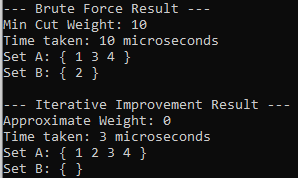 --- Brute Force Result ---
Min Cut Weight: 10
Time taken: 10 microseconds
Set A: { 1 3 4 }
Set B: { 2 }

--- Iterative Improvement Result ---
Approximate Weight: 0
Time taken: 3 microseconds
Set A: { 1 2 3 4 }
Set B: { }